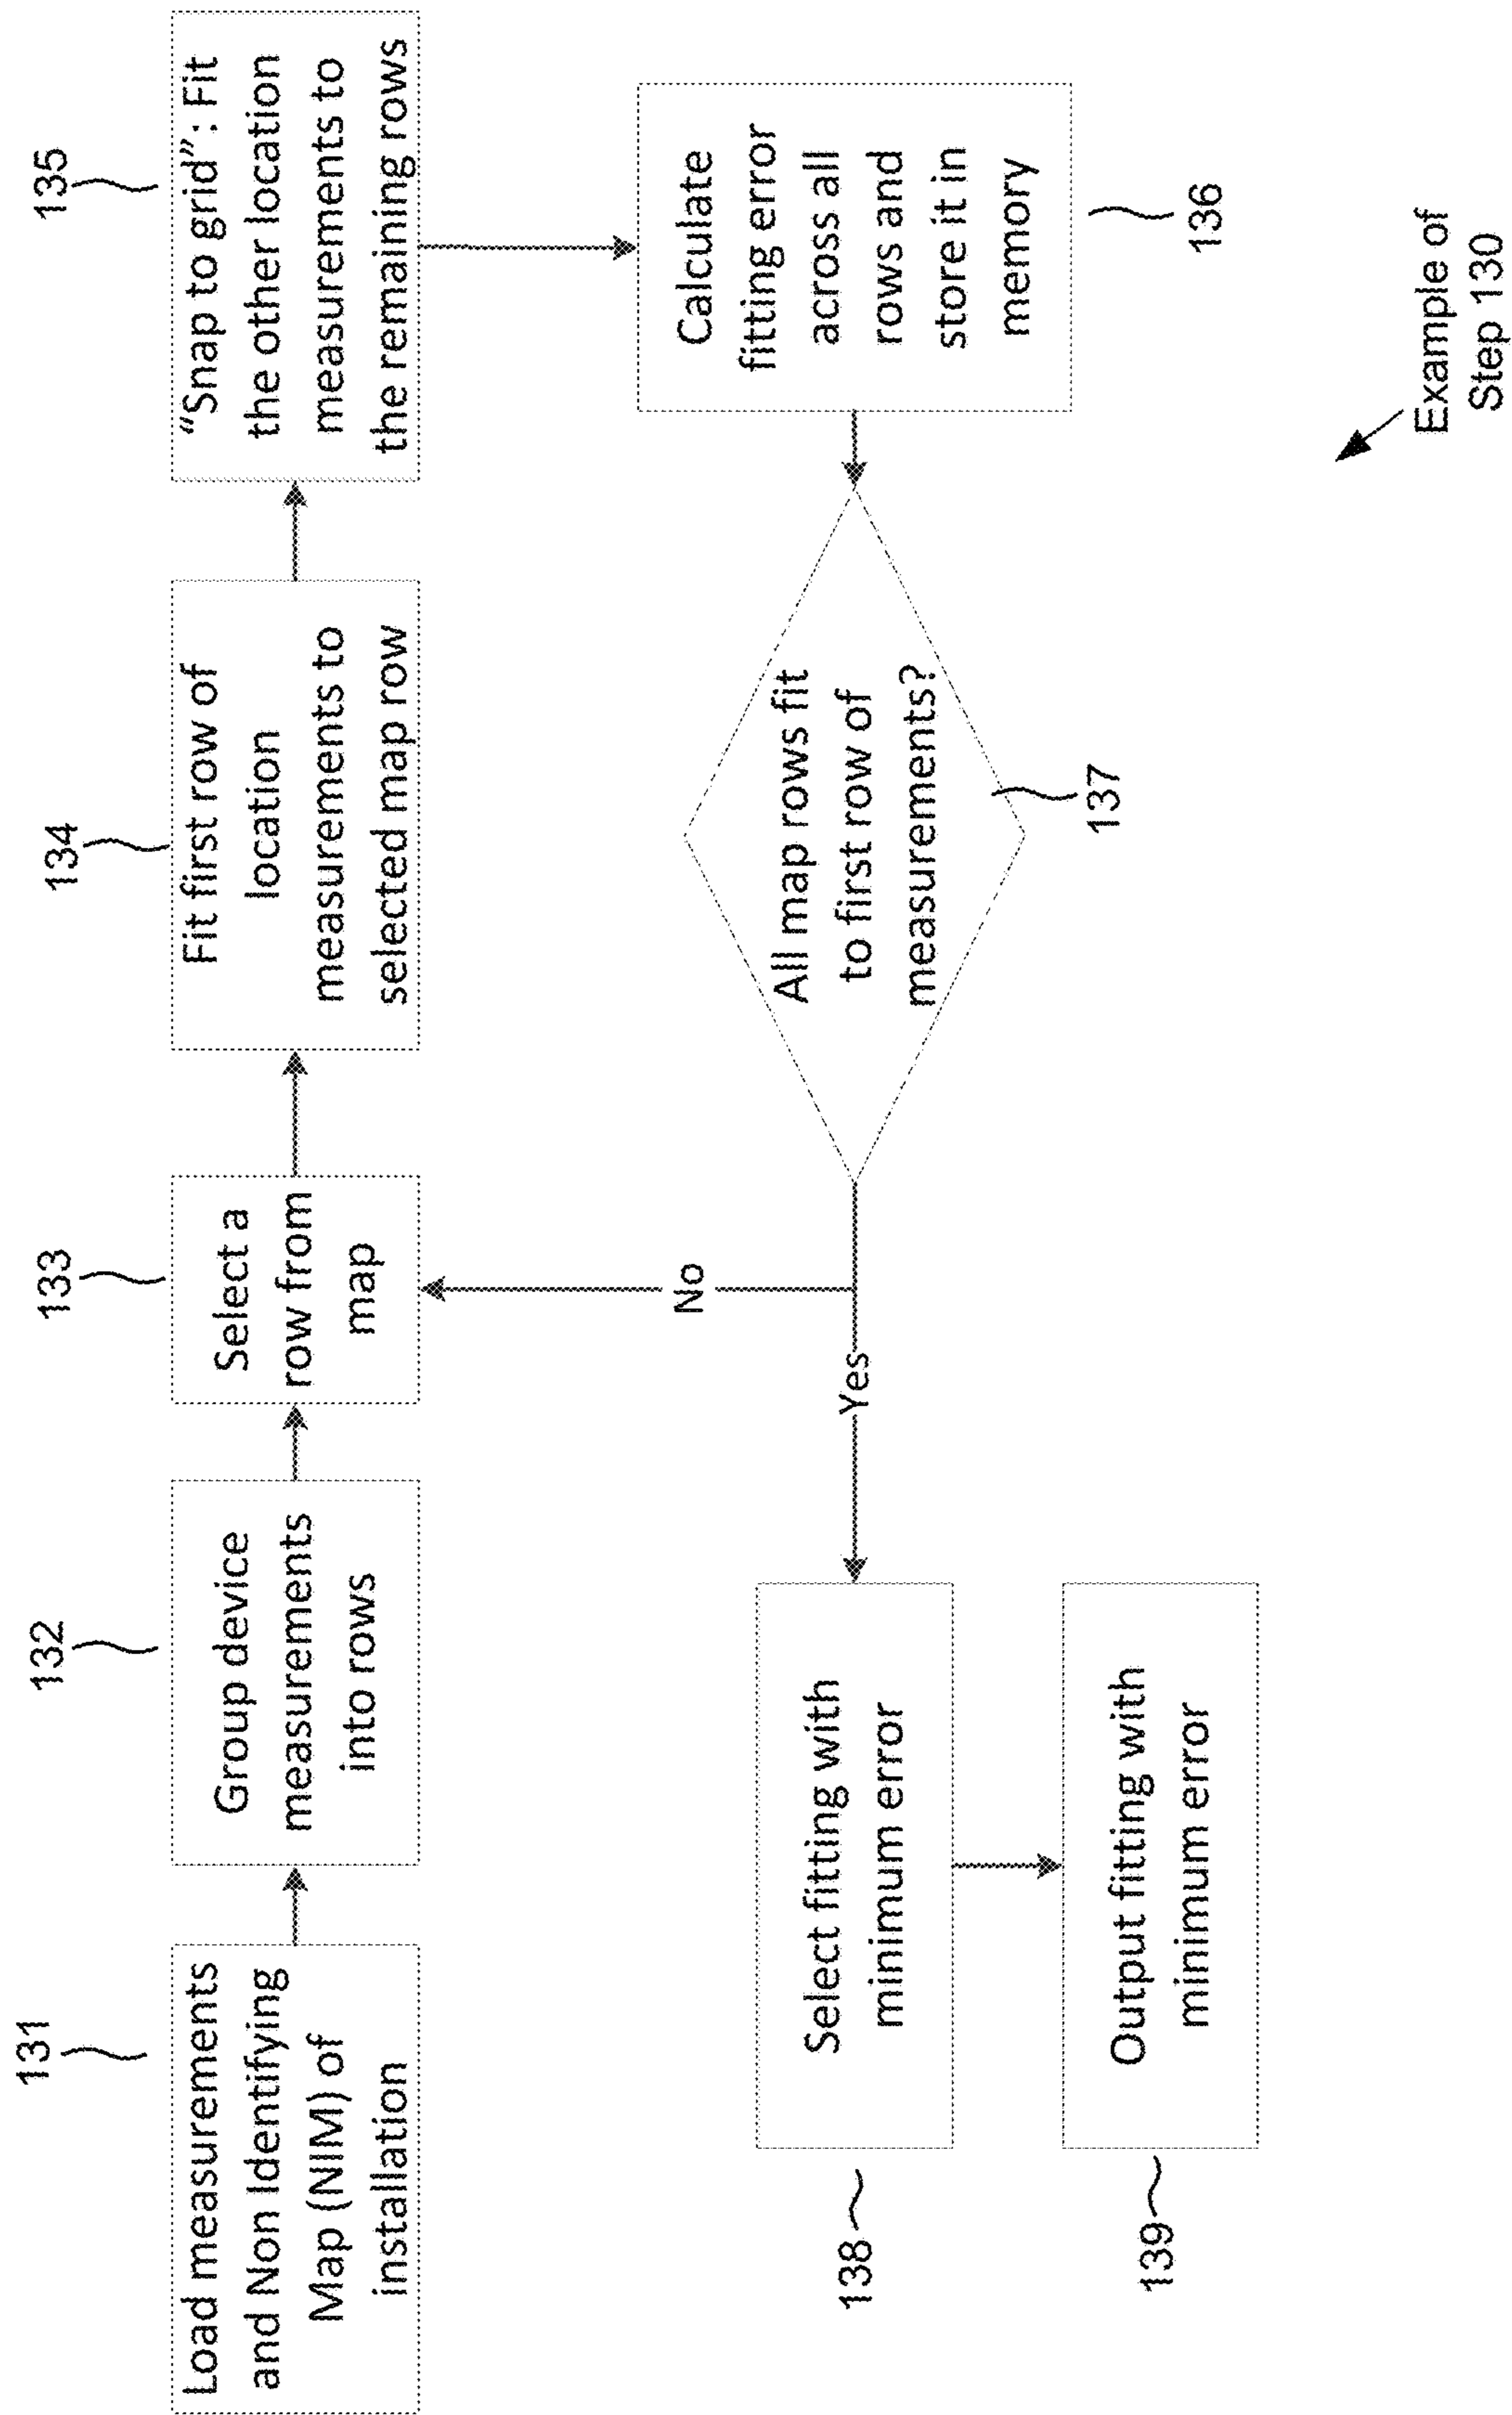 131
Load measurements
and Non Identifying
Map (NIM) of
installation
132
Group device
measurements
into rows
133
Select a
row from
map
134
Fit first row of
location
measurements to
selected map row
135
“Snap to grid”: Fit
the other location
measurements to
the remaining rows
Calculate
fitting error
across all
rows and
store it in
memory
136
All map rows fit
to first row of
measurements?
137
No
Yes
138
Select fitting with
minimum error
139
Output fitting with
minimum error
Example of
Step 130